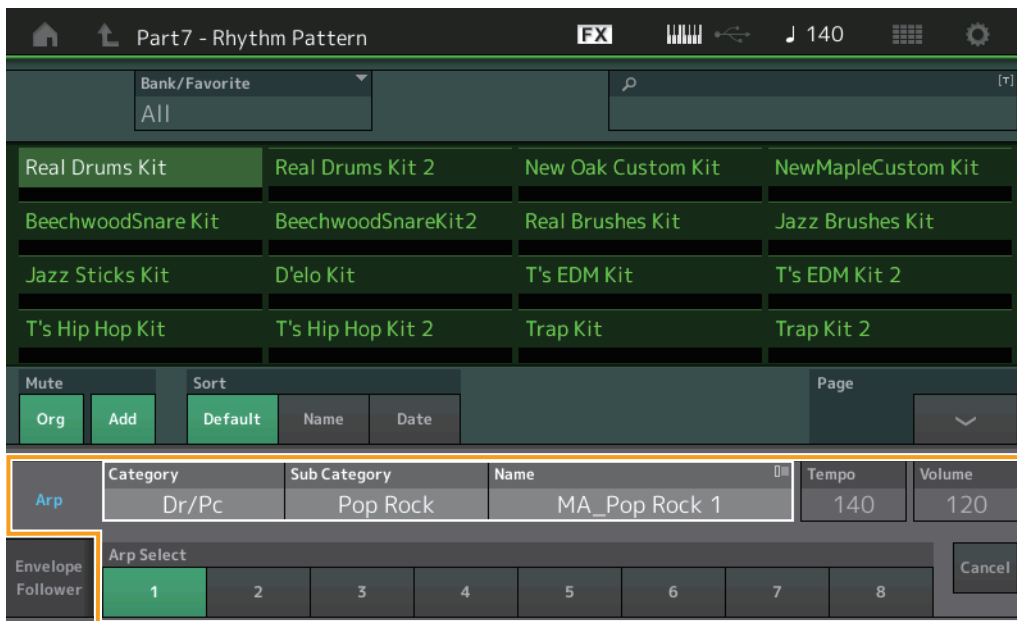 Part7 - Rhythm Pattern FX ♩ 140
Bank/Favorite
All [T]
Real Drums Kit Real Drums Kit 2 New Oak Custom Kit NewMapleCustom Kit
BeechwoodSnare Kit BeechwoodSnareKit2 Real Brushes Kit Jazz Brushes Kit
Jazz Sticks Kit D'elo Kit T's EDM Kit T's EDM Kit 2
T's Hip Hop Kit T's Hip Hop Kit 2 Trap Kit Trap Kit 2
Mute Sort Page
Org Add Default Name Date
Arp
Category Sub Category Name Tempo Volume
Dr/Pc Pop Rock MA_Pop Rock 1 140 120
Envelope
Follower
Arp Select
1 2 3 4 5 6 7 8
Cancel